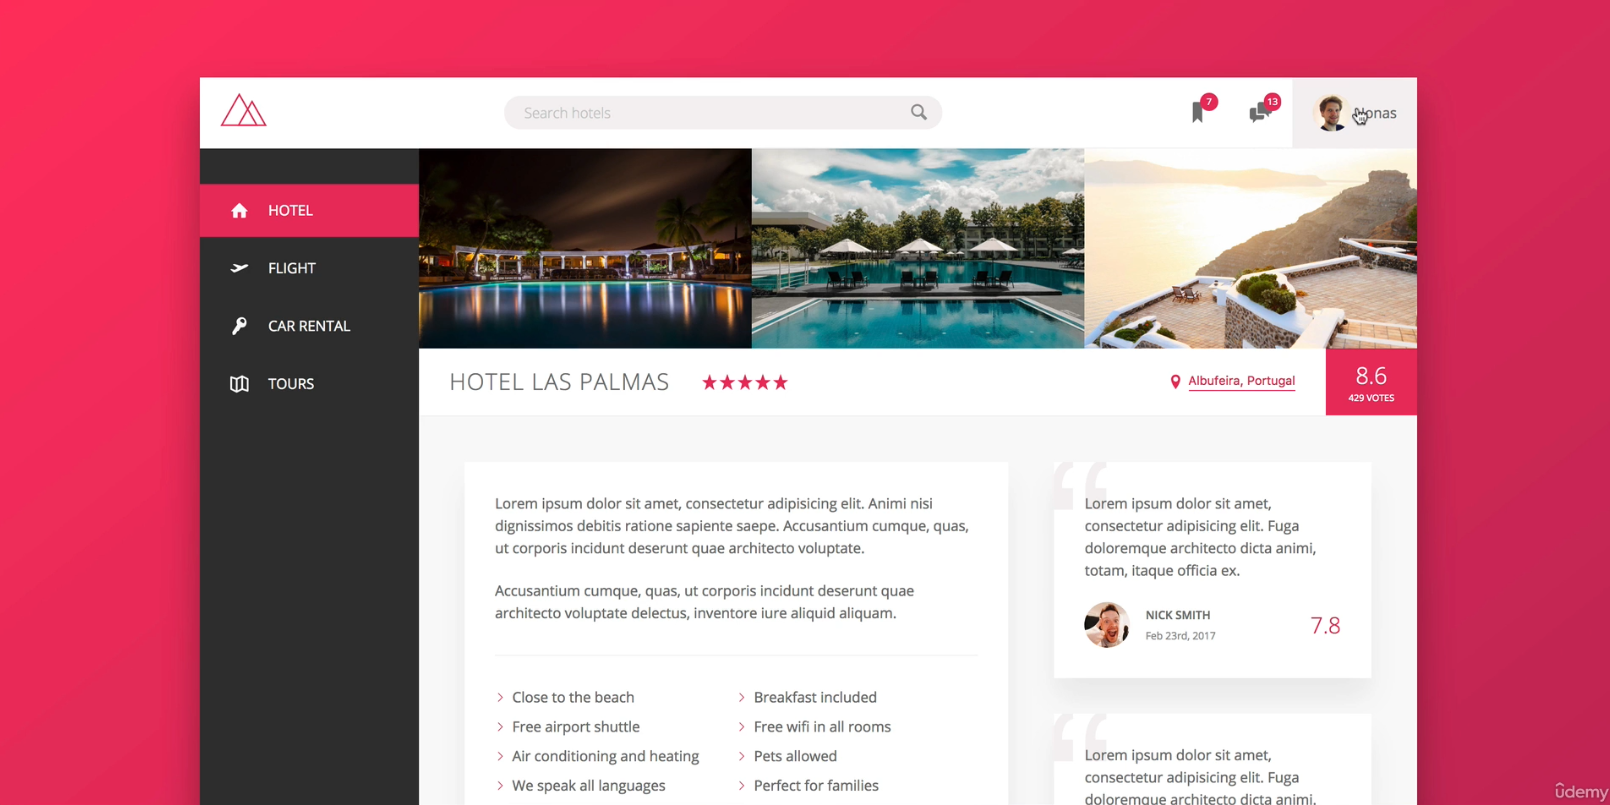 Search hotels
7
13
Jonas
HOTEL
FLIGHT
CAR RENTAL
TOURS
HOTEL LAS PALMAS
Albufeira, Portugal
8.6
429 VOTES
Lorem ipsum dolor sit amet, consectetur adipisicing elit. Animi nisi
dignissimos debitis ratione sapiente saepe. Accusantium cumque, quas,
ut corporis incidunt deserunt quae architecto voluptate.
Accusantium cumque, quas, ut corporis incidunt deserunt quae
architecto voluptate delectus, inventore iure aliquid aliquam.
Close to the beach
Breakfast included
Free airport shuttle
Free wifi in all rooms
Air conditioning and heating
Pets allowed
We speak all languages
Perfect for families
“
Lorem ipsum dolor sit amet,
consectetur adipisicing elit. Fuga
doloremque architecto dicta animi,
totam, itaque officia ex.
NICK SMITH
Feb 23rd, 2017
7.8
“
Lorem ipsum dolor sit amet,
consectetur adipisicing elit. Fuga
doloremque architecto dicta animi,
ûdemy